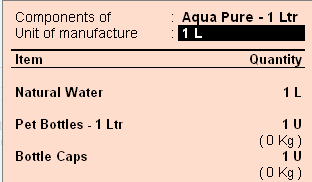 Components of : Aqua Pure - 1 Ltr
Unit of manufacture : 1 L
Item Quantity
Natural Water 1 L
Pet Bottles - 1 Ltr 1 U
( 0 Kg )
Bottle Caps 1 U
( 0 Kg )